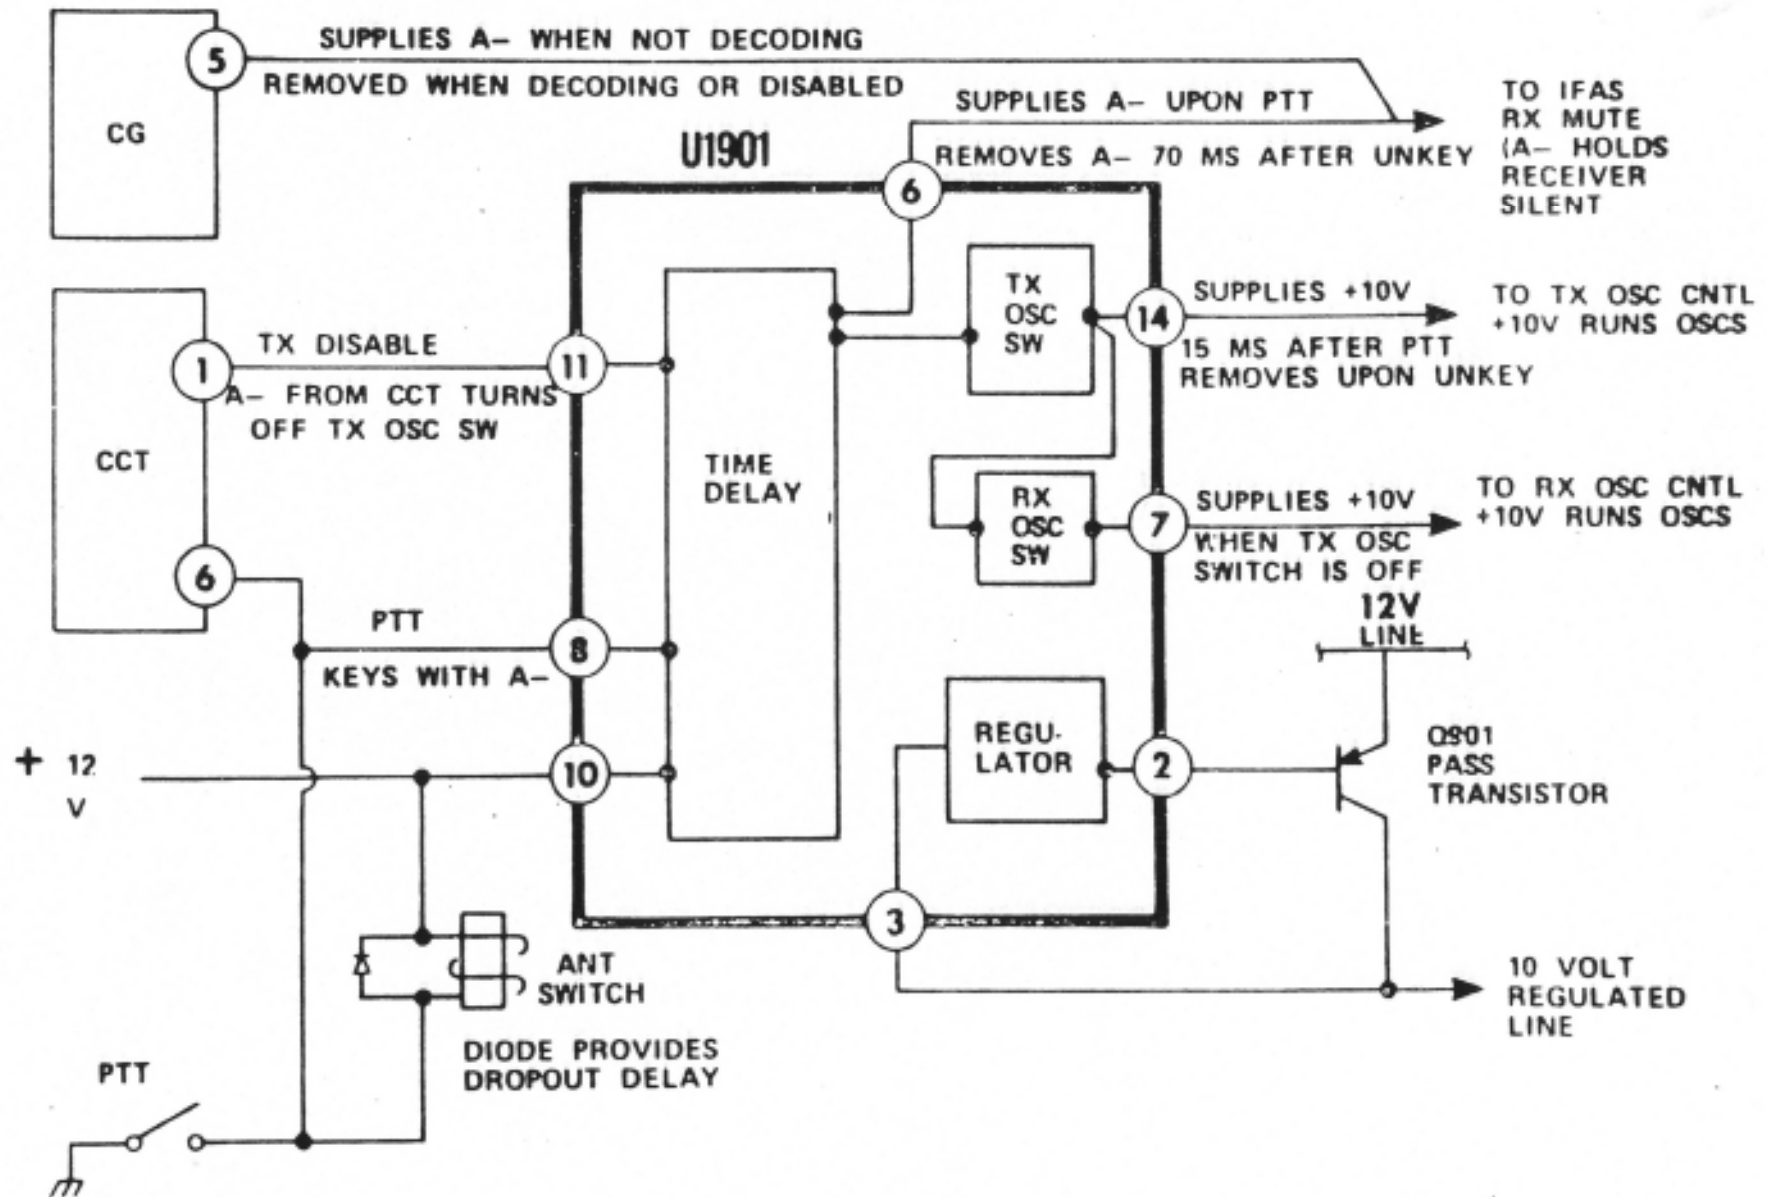 SUPPLIES A– WHEN NOT DECODING
5
REMOVED WHEN DECODING OR DISABLED
CG
SUPPLIES A– UPON PTT
TO IFAS
RX MUTE
(A– HOLDS
RECEIVER
SILENT
U1901
REMOVES A– 70 MS AFTER UNKEY
6
TX
OSC
SW
14
SUPPLIES +10V
TO TX OSC CNTL
+10V RUNS OSCS
15 MS AFTER PTT
REMOVES UPON UNKEY
1
TX DISABLE
11
A– FROM CCT TURNS
OFF TX OSC SW
CCT
TIME
DELAY
RX
OSC
SW
7
SUPPLIES +10V
TO RX OSC CNTL
+10V RUNS OSCS
WHEN TX OSC
SWITCH IS OFF
6
12V
LINE
PTT
8
KEYS WITH A–
REGU-
LATOR
2
Q901
PASS
TRANSISTOR
+ 12
V
10
3
ANT
SWITCH
10 VOLT
REGULATED
LINE
DIODE PROVIDES
DROPOUT DELAY
PTT